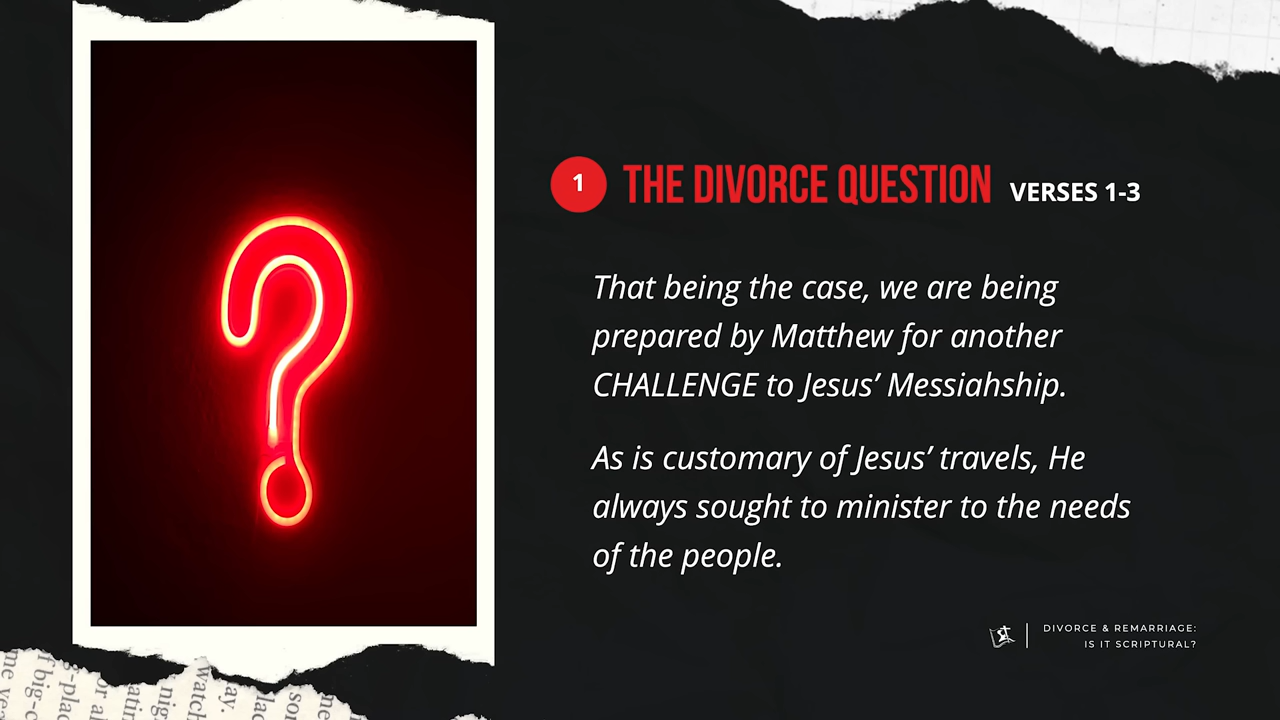 1 THE DIVORCE QUESTION VERSES 1-3
That being the case, we are being
prepared by Matthew for another
CHALLENGE to Jesus’ Messiahship.
As is customary of Jesus’ travels, He
always sought to minister to the needs
of the people.
DIVORCE & REMARRIAGE:
IS IT SCRIPTURAL?